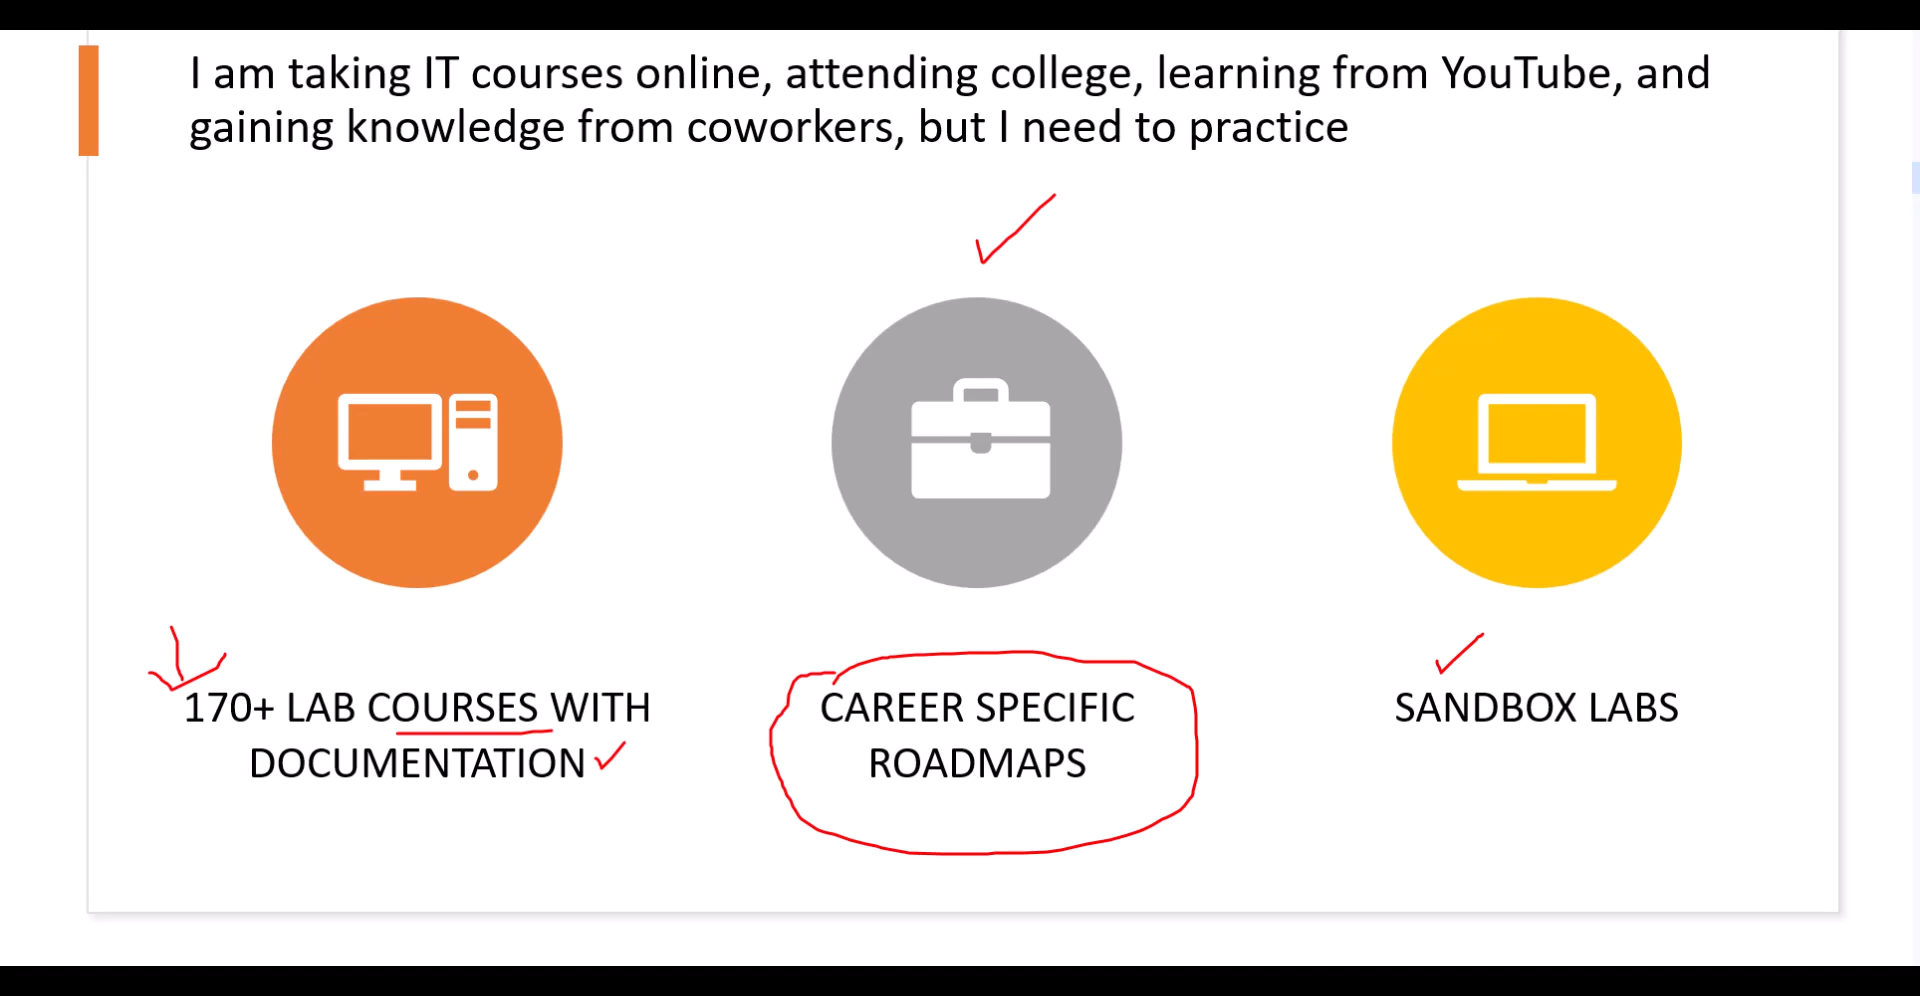 I am taking IT courses online, attending college, learning from YouTube, and
gaining knowledge from coworkers, but I need to practice
170+ LAB COURSES WITH
DOCUMENTATION
CAREER SPECIFIC
ROADMAPS
SANDBOX LABS